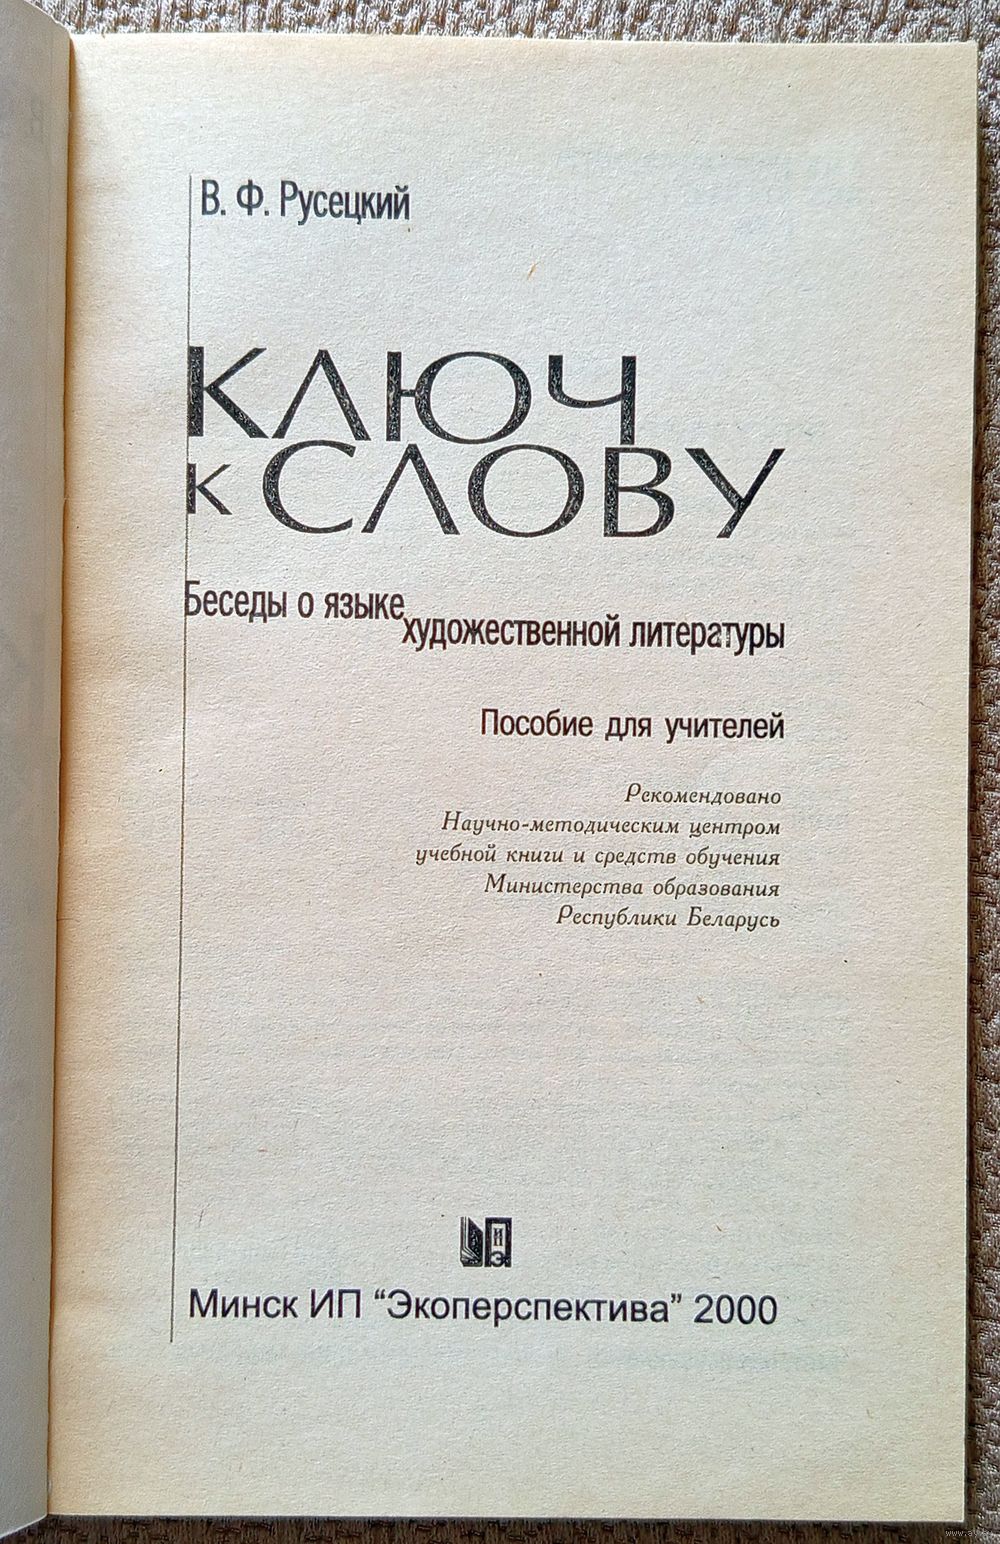 В. Ф. Русецкий
КЛЮЧ
К СЛОВУ
Беседы о языке
художественной литературы
Пособие для учителей
Рекомендовано
Научно-методическим центром
учебной книги и средств обучения
Министерства образования
Республики Беларусь
И
Э
Минск ИП “Экоперспектива” 2000